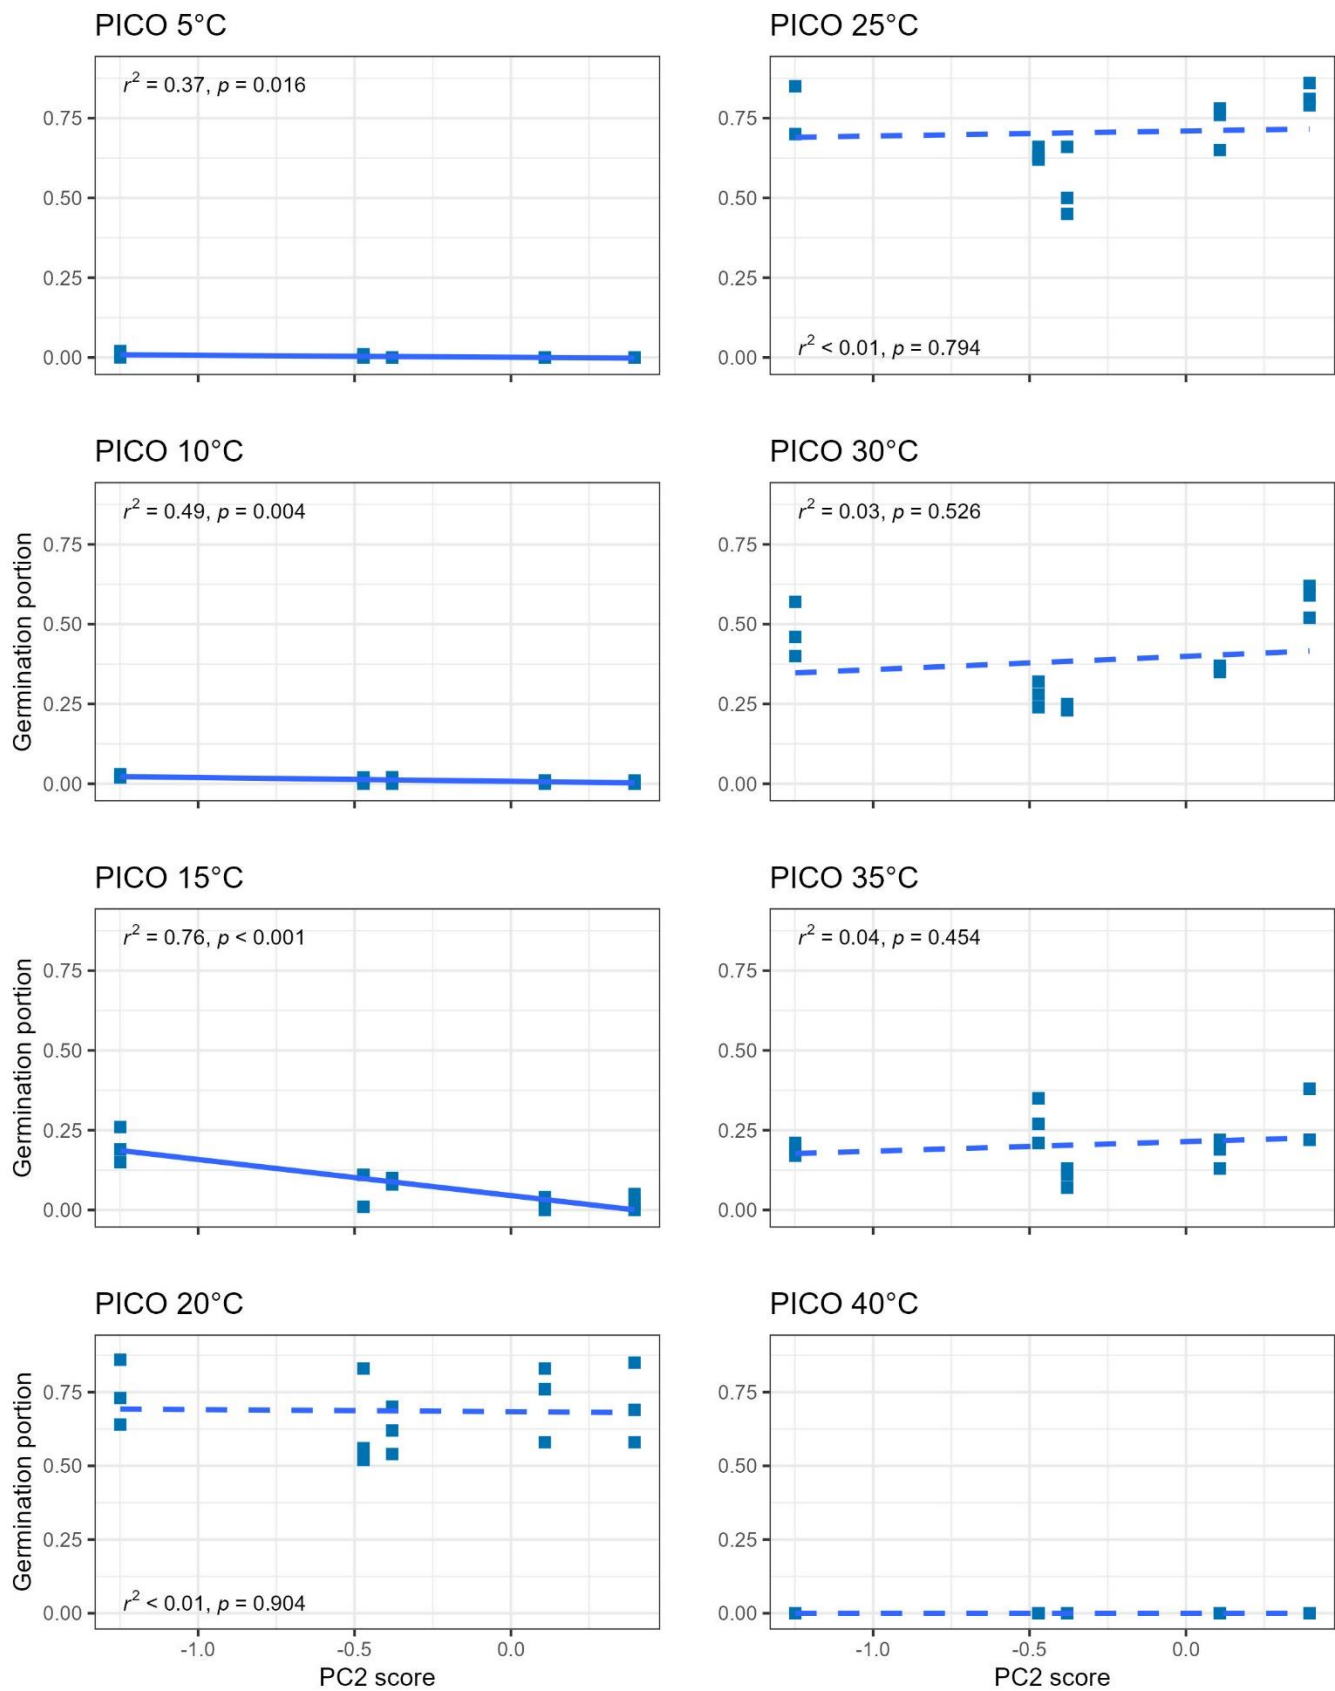 PICO 5°C
r² = 0.37, p = 0.016
0.75
0.50
0.25
0.00
PICO 25°C
0.75
0.50
0.25
0.00
r² < 0.01, p = 0.794
PICO 10°C
r² = 0.49, p = 0.004
Germination portion
0.75
0.50
0.25
0.00
PICO 30°C
r² = 0.03, p = 0.526
0.75
0.50
0.25
0.00
PICO 15°C
r² = 0.76, p < 0.001
Germination portion
0.75
0.50
0.25
0.00
PICO 35°C
r² = 0.04, p = 0.454
0.75
0.50
0.25
0.00
PICO 20°C
Germination portion
0.75
0.50
0.25
0.00
r² < 0.01, p = 0.904
-1.0 -0.5 0.0
PC2 score
PICO 40°C
0.75
0.50
0.25
0.00
-1.0 -0.5 0.0
PC2 score